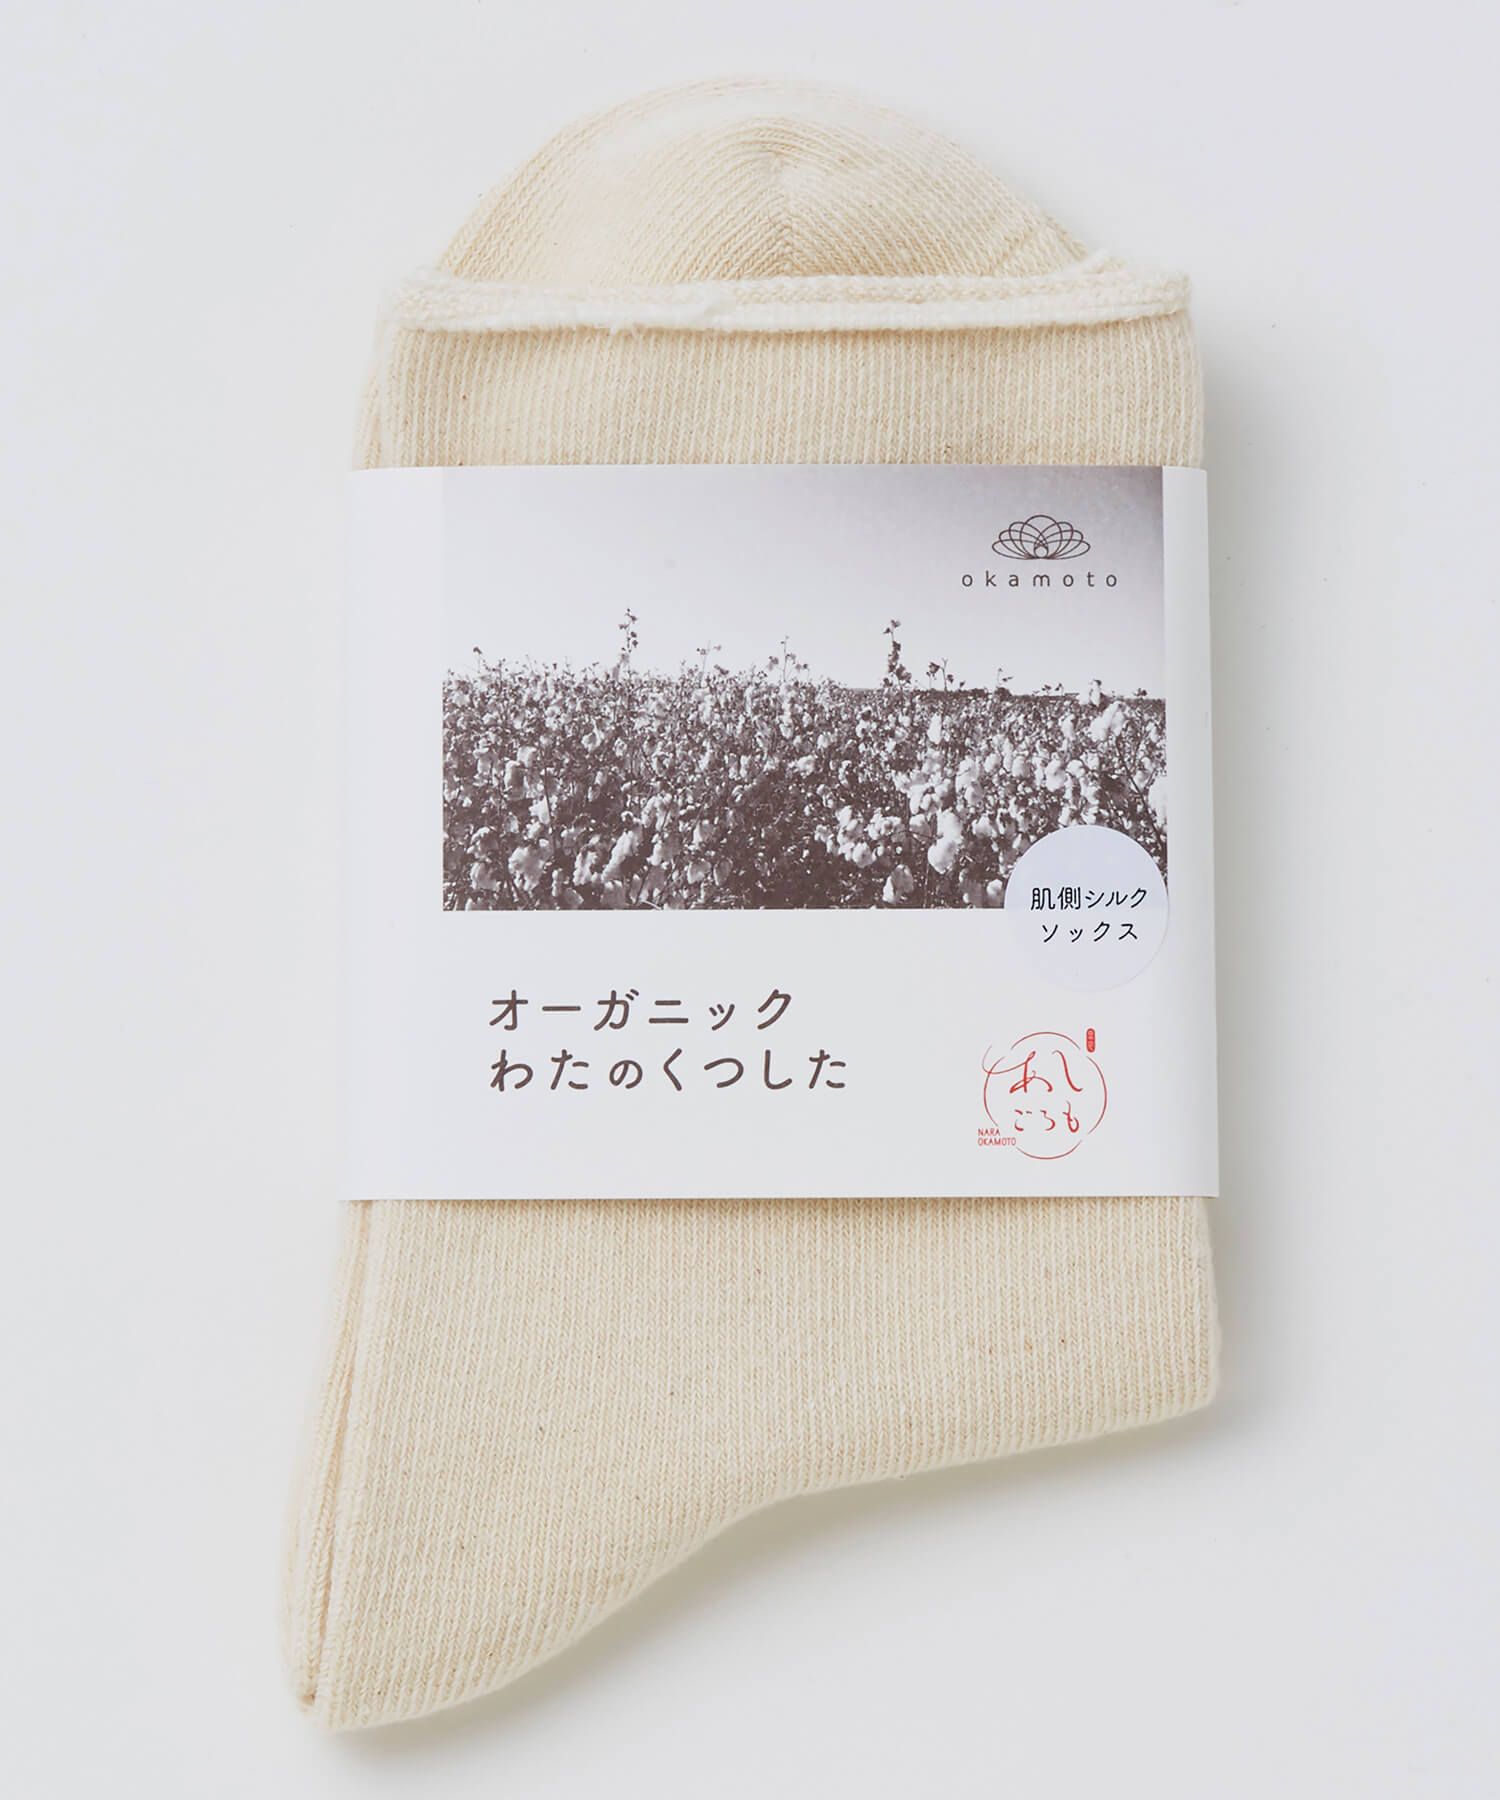 okamoto
肌側シルク
ソックス
オーガニック
わたのくつした
あし
ごろも
NARA
OKAMOTO